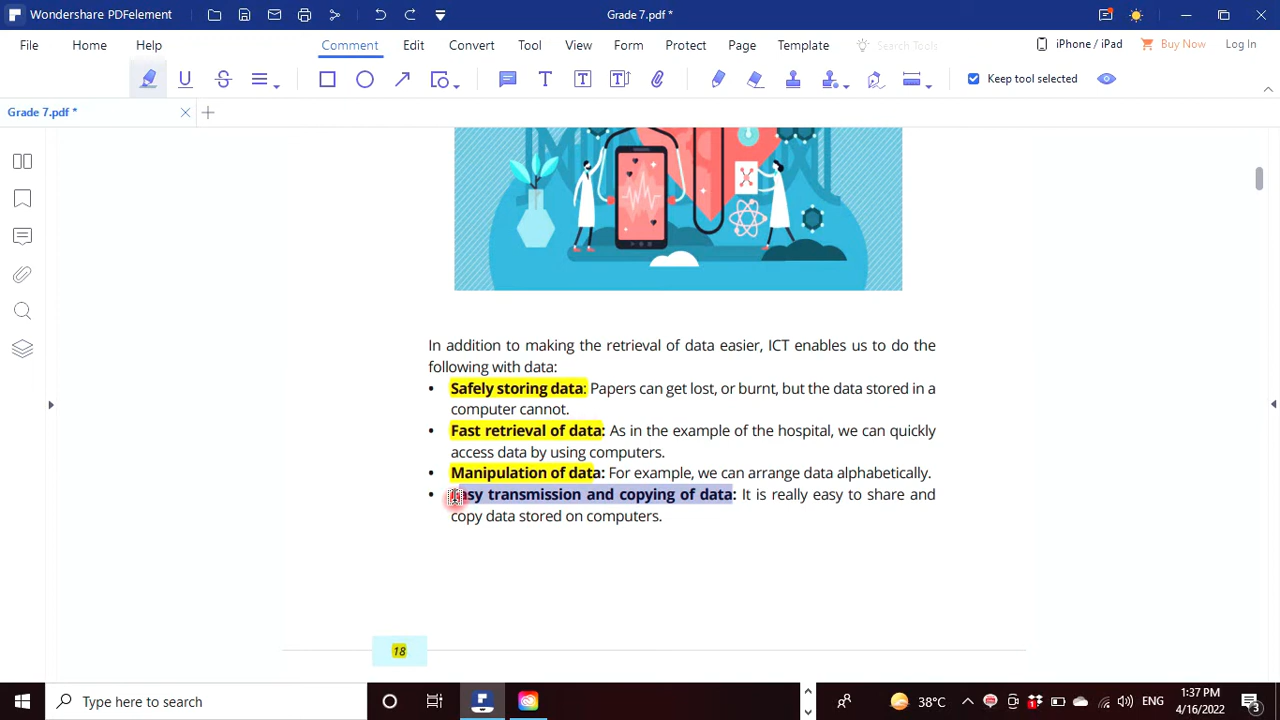 Wondershare PDFelement
Grade 7.pdf *
File Home Help Comment Edit Convert Tool View Form Protect Page Template Search Tools iPhone / iPad Buy Now Log In
Keep tool selected
Grade 7.pdf *
In addition to making the retrieval of data easier, ICT enables us to do the
following with data:
• Safely storing data: Papers can get lost, or burnt, but the data stored in a
computer cannot.
• Fast retrieval of data: As in the example of the hospital, we can quickly
access data by using computers.
• Manipulation of data: For example, we can arrange data alphabetically.
• Easy transmission and copying of data: It is really easy to share and
copy data stored on computers.
18
Type here to search
38°C
ENG
1:37 PM
4/16/2022
3